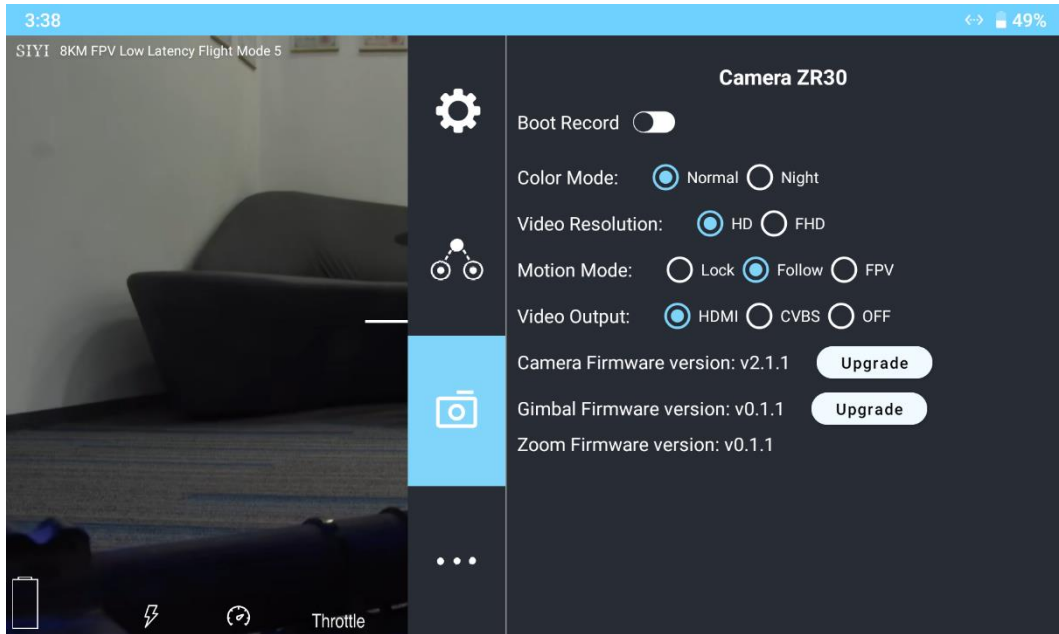 3:38
49%
SIYI 8KM FPV Low Latency Flight Mode 5
Camera ZR30
Boot Record
Color Mode: Normal Night
Video Resolution: HD FHD
Motion Mode: Lock Follow FPV
Video Output: HDMI CVBS OFF
Camera Firmware version: v2.1.1 Upgrade
Gimbal Firmware version: v0.1.1 Upgrade
Zoom Firmware version: v0.1.1
Throttle